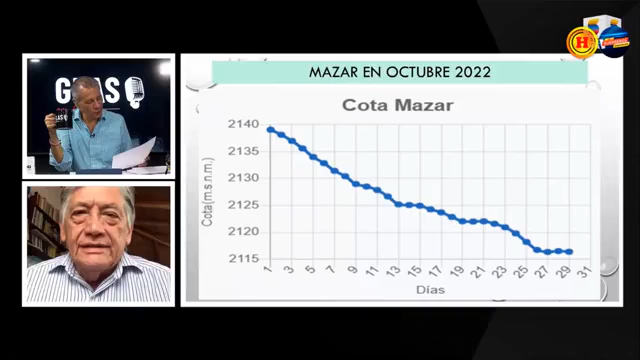 MAZAR EN OCTUBRE 2022
Cota Mazar
Cota(m.s.n.m.)
2140
2135
2130
2125
2120
2115
1 3 5 7 9 11 13 15 17 19 21 23 25 27 29 31
Días
H